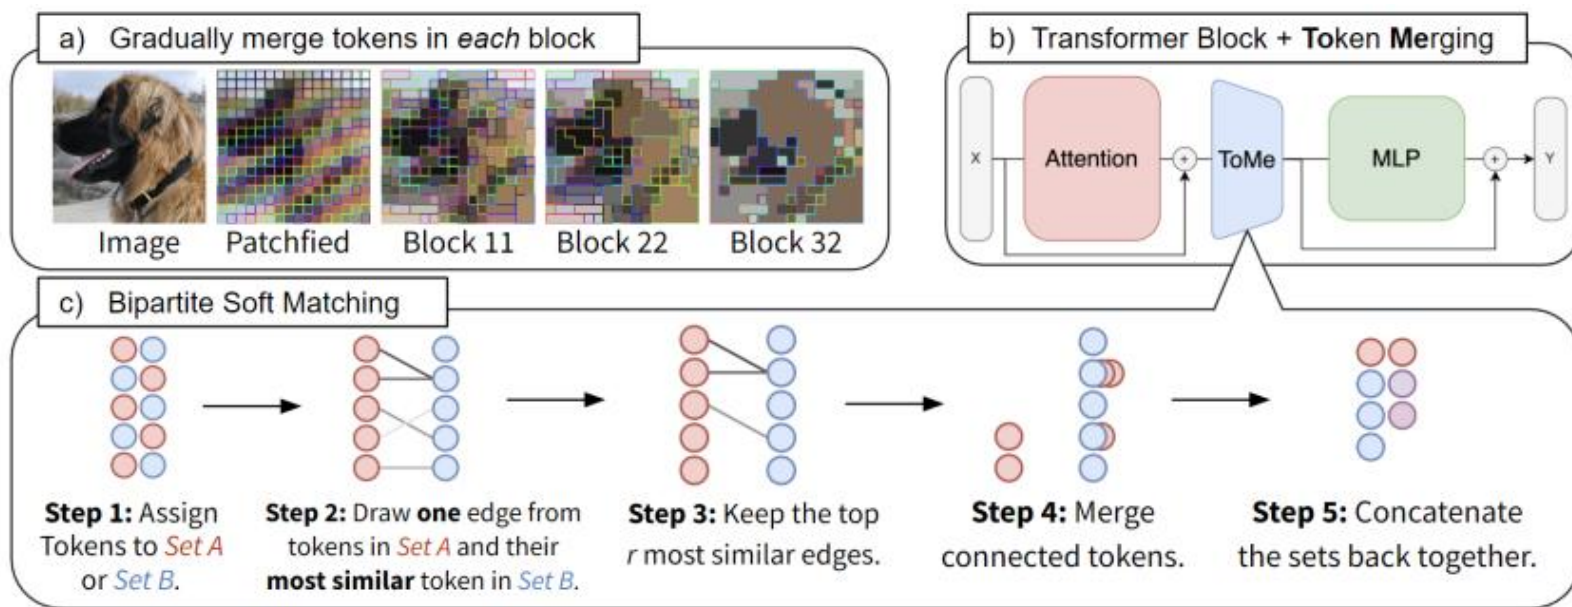 a) Gradually merge tokens in each block
Image
Patchfied
Block 11
Block 22
Block 32
b) Transformer Block + Token Merging
X
Attention
+
ToMe
MLP
+
Y
c) Bipartite Soft Matching
Step 1: Assign
Tokens to Set A
or Set B.
Step 2: Draw one edge from
tokens in Set A and their
most similar token in Set B.
Step 3: Keep the top
r most similar edges.
Step 4: Merge
connected tokens.
Step 5: Concatenate
the sets back together.